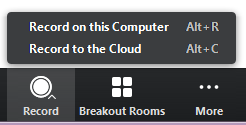 Record on this Computer Alt+R
Record to the Cloud Alt+C
Record Breakout Rooms More